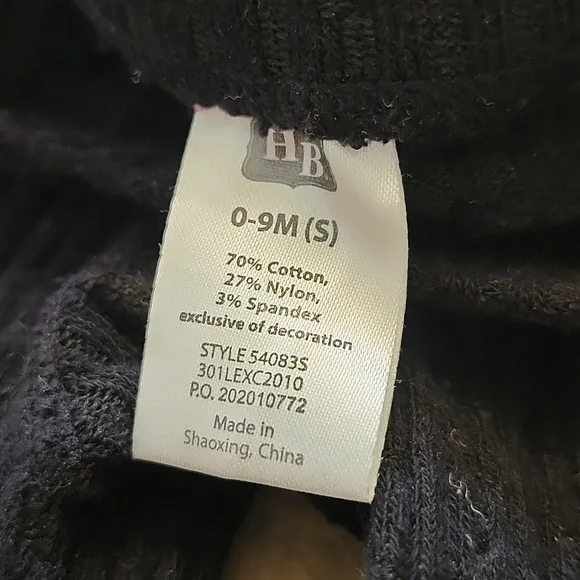 HB
0-9M (S)
70% Cotton,
27% Nylon,
3% Spandex
exclusive of decoration
STYLE 54083S
301LEXC2010
P.O. 202010772
Made in
Shaoxing, China